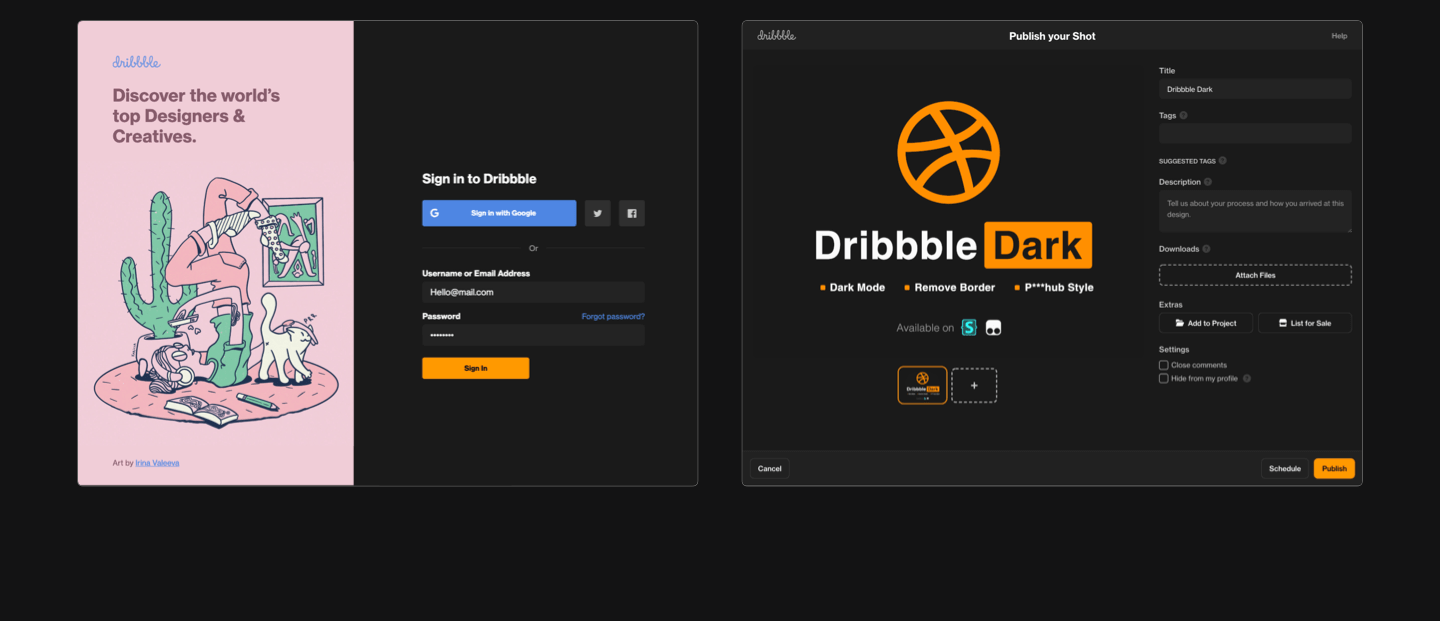 dribbble
Discover the world's
top Designers &
Creatives.
PRR
Art by Irina Valeeva
Sign in to Dribbble
G Sign in with Google
Or
Username or Email Address
Hello@mail.com
Password Forgot password?
••••••••
Sign In
dribbble
Publish your Shot
Help
Dribbble Dark
Dark Mode
Remove Border
P***hub Style
Available on S
Dribbble Dark
+
Title
Dribbble Dark
Tags ?
SUGGESTED TAGS ?
Description ?
Tell us about your process and how you arrived at this
design.
Downloads ?
Attach Files
Extras
Add to Project
List for Sale
Settings
Close comments
Hide from my profile ?
Cancel
Schedule
Publish